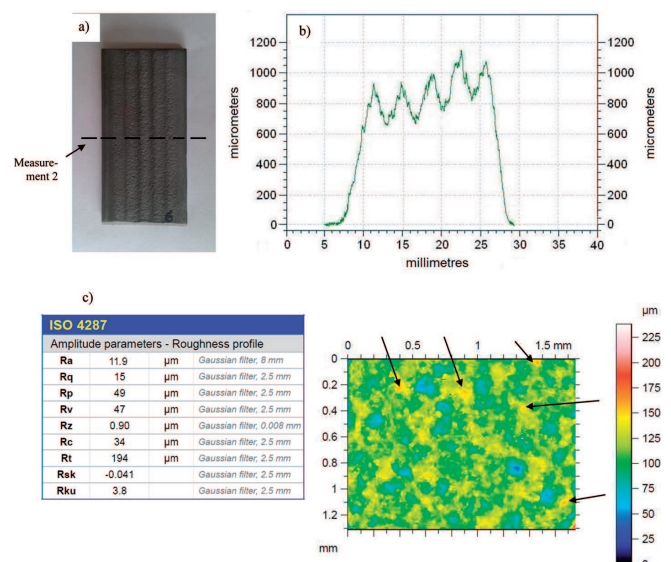 a)
Measure-
ment 2
6
b)
micrometers
1200
1000
800
600
400
200
0
0 5 10 15 20 25 30 35 40
millimetres
1200
1000
800
600
400
200
0
micrometers
c)
ISO 4287
Amplitude parameters - Roughness profile
Ra 11.9 µm Gaussian filter, 8 mm
Rq 15 µm Gaussian filter, 2.5 mm
Rp 49 µm Gaussian filter, 2.5 mm
Rv 47 µm Gaussian filter, 2.5 mm
Rz 0.90 µm Gaussian filter, 0.008 mm
Rc 34 µm Gaussian filter, 2.5 mm
Rt 194 µm Gaussian filter, 2.5 mm
Rsk -0.041 Gaussian filter, 2.5 mm
Rku 3.8 Gaussian filter, 2.5 mm
0 0.5 1 1.5 mm
0
0.2
0.4
0.6
0.8
1
1.2
mm
µm
225
200
175
150
125
100
75
50
25
0